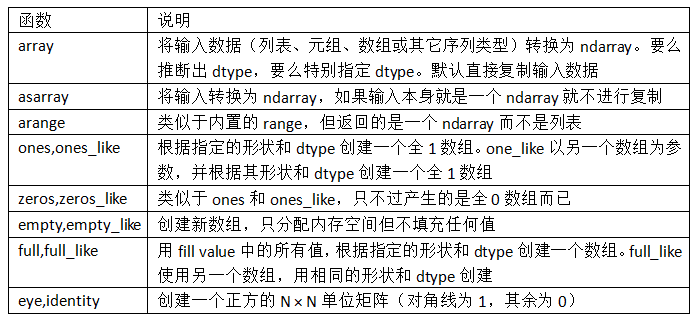 函数 说明
array 将输入数据（列表、元组、数组或其它序列类型）转换为 ndarray。要么
推断出 dtype，要么特别指定 dtype。默认直接复制输入数据
asarray 将输入转换为 ndarray，如果输入本身就是一个 ndarray 就不进行复制
arange 类似于内置的 range，但返回的是一个 ndarray 而不是列表
ones,ones_like 根据指定的形状和 dtype 创建一个全 1 数组。one_like 以另一个数组为参
数，并根据其形状和 dtype 创建一个全 1 数组
zeros,zeros_like 类似于 ones 和 ones_like，只不过产生的是全 0 数组而已
empty,empty_like 创建新数组，只分配内存空间但不填充任何值
full,full_like 用 fill value 中的所有值，根据指定的形状和 dtype 创建一个数组。full_like
使用另一个数组，用相同的形状和 dtype 创建
eye,identity 创建一个正方的 N × N 单位矩阵（对角线为 1，其余为 0）